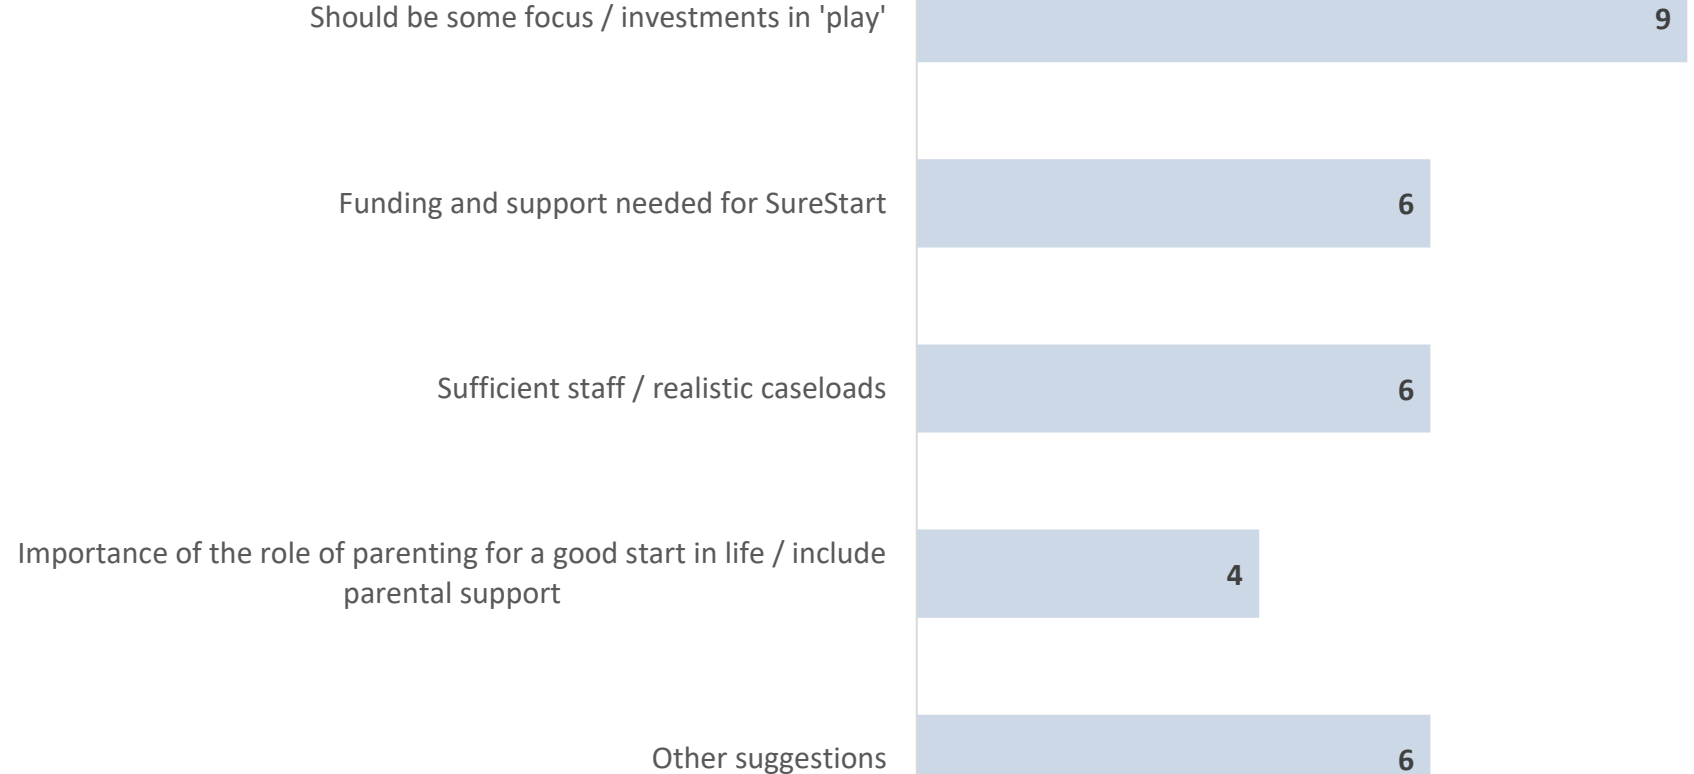 Should be some focus / investments in 'play'
9
Funding and support needed for SureStart
6
Sufficient staff / realistic caseloads
6
Importance of the role of parenting for a good start in life / include
parental support
4
Other suggestions
6